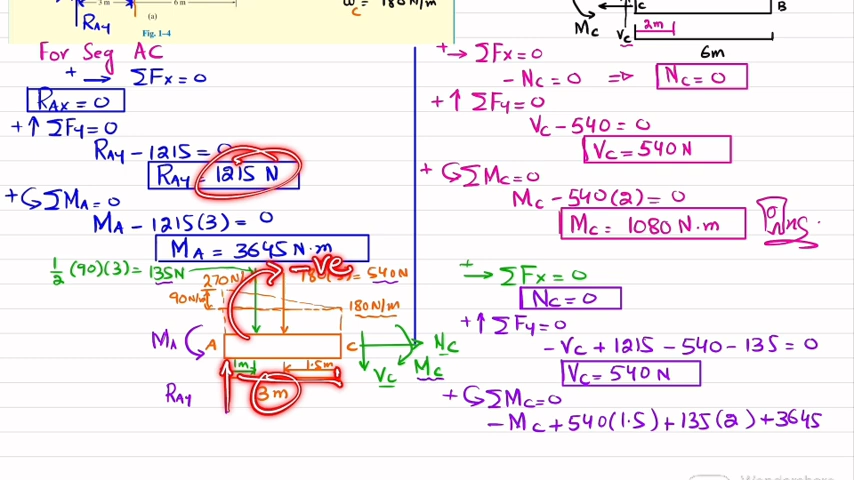 3 m
6 m
(a)
Fig. 1-4
RAy
w = 180 N/m
c
Mc
c
B
Vc
2m
6m
For Seg AC
+→ ΣFx = 0
RAx = 0
+↑ ΣFy = 0
RAy - 1215 = 0
RAy = 1215 N
+ ΣMA = 0
MA - 1215(3) = 0
MA = 3645 N.m
+→ ΣFx = 0
- Nc = 0 ⇒ Nc = 0
+↑ ΣFy = 0
Vc - 540 = 0
Vc = 540 N
+ ΣMc = 0
Mc - 540(2) = 0
Mc = 1080 N.m
Ans.
1/2 (90)(3) = 135N
-ve
= 540N
270N/
90N/
180N/m
MA
A
C
Nc
Mc
Vc
1m
1.5m
3m
RAy
+→ ΣFx = 0
Nc = 0
+↑ ΣFy = 0
- Vc + 1215 - 540 - 135 = 0
Vc = 540 N
+ ΣMc = 0
- Mc + 540(1.5) + 135(2) + 3645